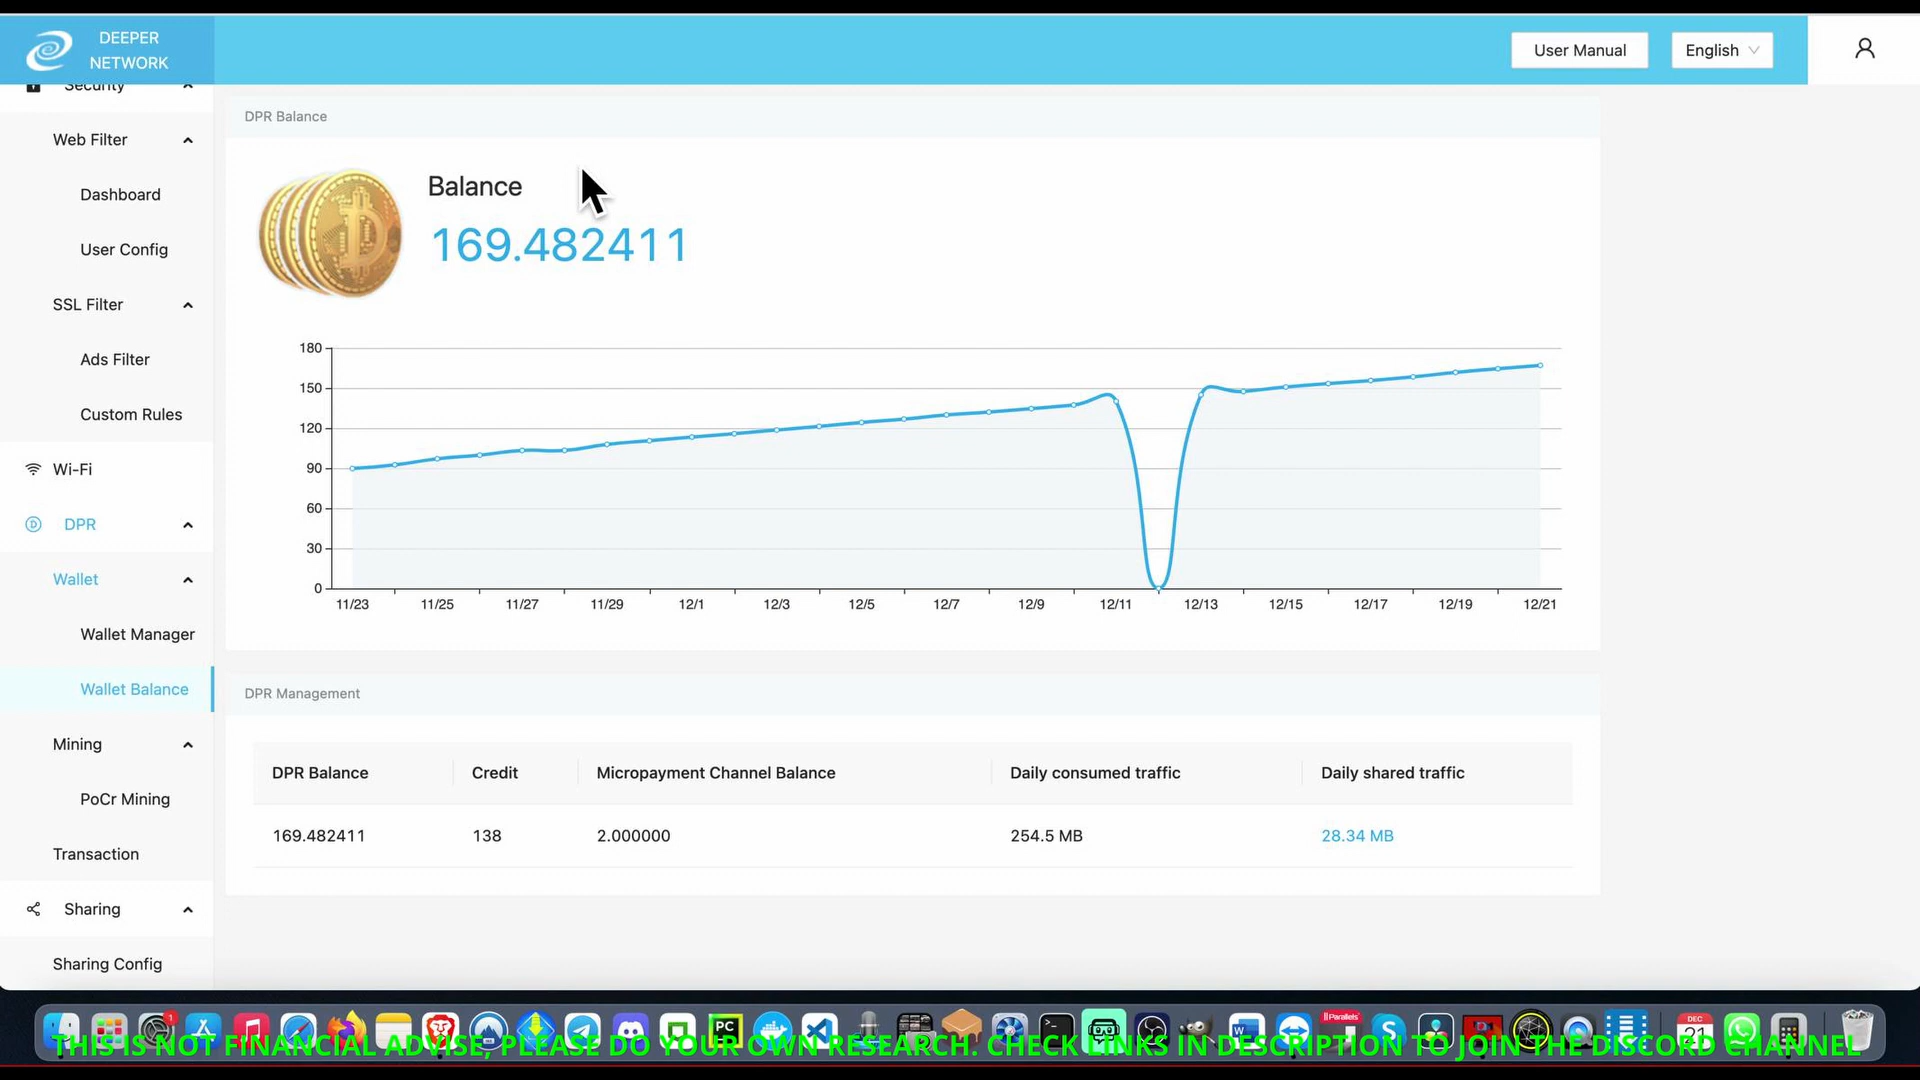 DEEPER
NETWORK
User Manual
English
Security
Web Filter
Dashboard
User Config
SSL Filter
Ads Filter
Custom Rules
Wi-Fi
DPR
Wallet
Wallet Manager
Wallet Balance
Mining
PoCr Mining
Transaction
Sharing
Sharing Config
DPR Balance
Balance
169.482411
180
150
120
90
60
30
0
11/23 11/25 11/27 11/29 12/1 12/3 12/5 12/7 12/9 12/11 12/13 12/15 12/17 12/19 12/21
DPR Management
DPR Balance Credit Micropayment Channel Balance Daily consumed traffic Daily shared traffic
169.482411 138 2.000000 254.5 MB 28.34 MB
1
PC
W
|| Parallels
S
DEC
21
THIS IS NOT FINANCIAL ADVISE, PLEASE DO YOUR OWN RESEARCH. CHECK LINKS IN DESCRIPTION TO JOIN THE DISCORD CHANNEL